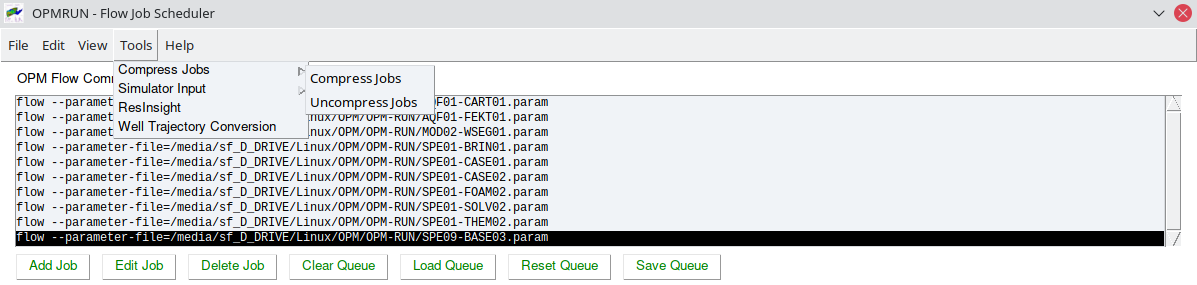 OPMRUN - Flow Job Scheduler
File Edit View Tools Help
OPM Flow Com
Compress Jobs
Simulator Input
ResInsight
Well Trajectory Conversion
Compress Jobs
Uncompress Jobs
flow --paramet F01-CART01.param
flow --paramet nux/OPM/OPM-RUN/AQF01-FEKT01.param
flow --paramet nux/OPM/OPM-RUN/MOD02-WSEG01.param
flow --parameter-file=/media/sf_D_DRIVE/Linux/OPM/OPM-RUN/SPE01-BRIN01.param
flow --parameter-file=/media/sf_D_DRIVE/Linux/OPM/OPM-RUN/SPE01-CASE01.param
flow --parameter-file=/media/sf_D_DRIVE/Linux/OPM/OPM-RUN/SPE01-CASE02.param
flow --parameter-file=/media/sf_D_DRIVE/Linux/OPM/OPM-RUN/SPE01-FOAM02.param
flow --parameter-file=/media/sf_D_DRIVE/Linux/OPM/OPM-RUN/SPE01-SOLV02.param
flow --parameter-file=/media/sf_D_DRIVE/Linux/OPM/OPM-RUN/SPE01-THEM02.param
flow --parameter-file=/media/sf_D_DRIVE/Linux/OPM/OPM-RUN/SPE09-BASE03.param
Add Job Edit Job Delete Job Clear Queue Load Queue Reset Queue Save Queue